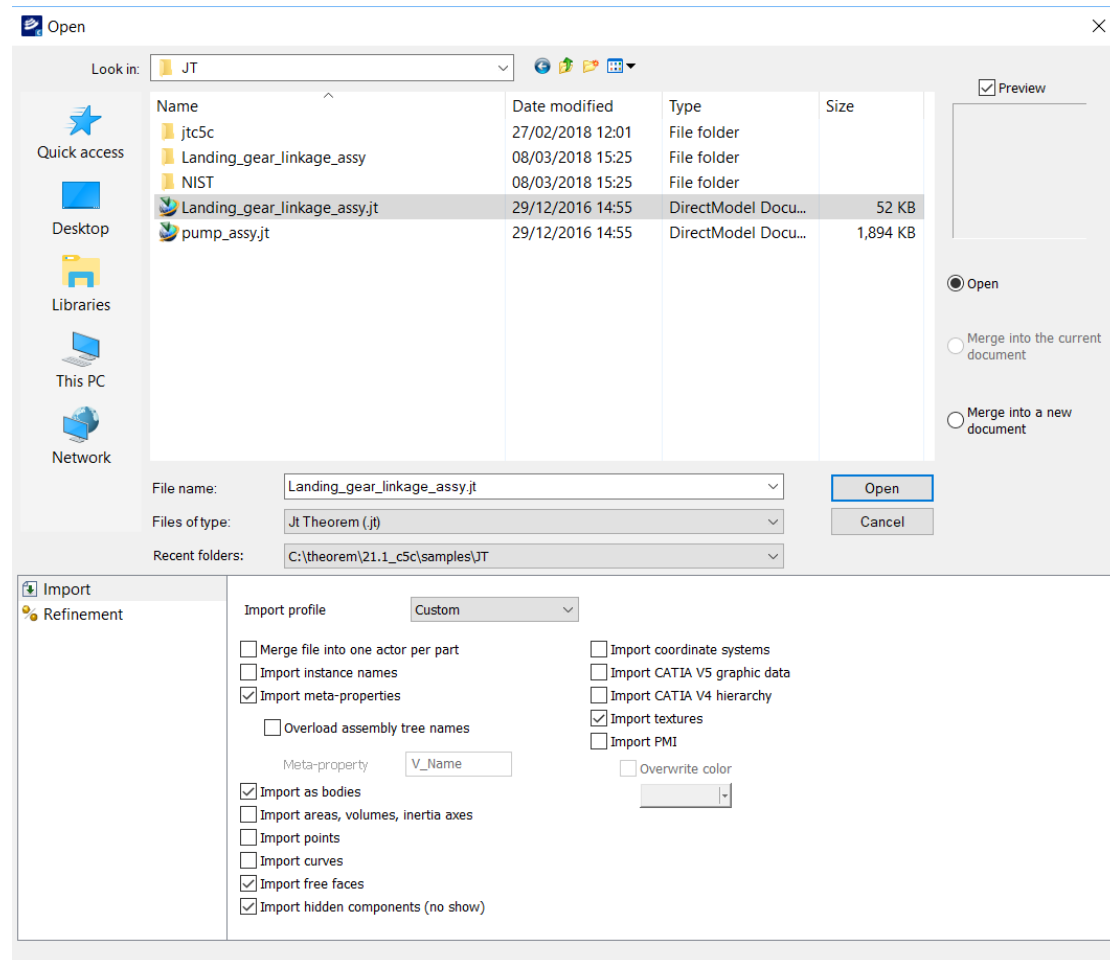 Open
Look in: JT
Preview
Name Date modified Type Size
jtc5c 27/02/2018 12:01 File folder
Landing_gear_linkage_assy 08/03/2018 15:25 File folder
NIST 08/03/2018 15:25 File folder
Landing_gear_linkage_assy.jt 29/12/2016 14:55 DirectModel Docu... 52 KB
pump_assy.jt 29/12/2016 14:55 DirectModel Docu... 1,894 KB
Quick access
Desktop
Libraries
This PC
Network
Open
Merge into the current
document
Merge into a new
document
File name: Landing_gear_linkage_assy.jt Open
Files of type: Jt Theorem (.jt) Cancel
Recent folders: C:\theorem\21.1_c5c\samples\JT
Import
Refinement
Import profile Custom
Merge file into one actor per part
Import instance names
Import meta-properties
Overload assembly tree names
Meta-property V_Name
Import as bodies
Import areas, volumes, inertia axes
Import points
Import curves
Import free faces
Import hidden components (no show)
Import coordinate systems
Import CATIA V5 graphic data
Import CATIA V4 hierarchy
Import textures
Import PMI
Overwrite color